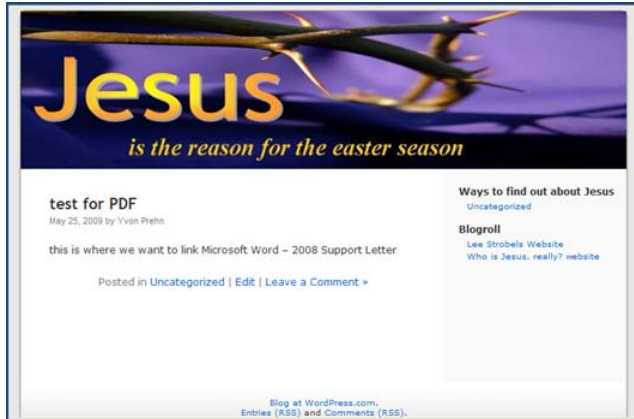 Jesus
is the reason for the easter season
test for PDF
May 25, 2009 by Yvon Prehn
this is where we want to link Microsoft Word – 2008 Support Letter
Posted in Uncategorized | Edit | Leave a Comment »
Ways to find out about Jesus
Uncategorized
Blogroll
Lee Strobels Website
Who is Jesus, really? website
Blog at WordPress.com.
Entries (RSS) and Comments (RSS).